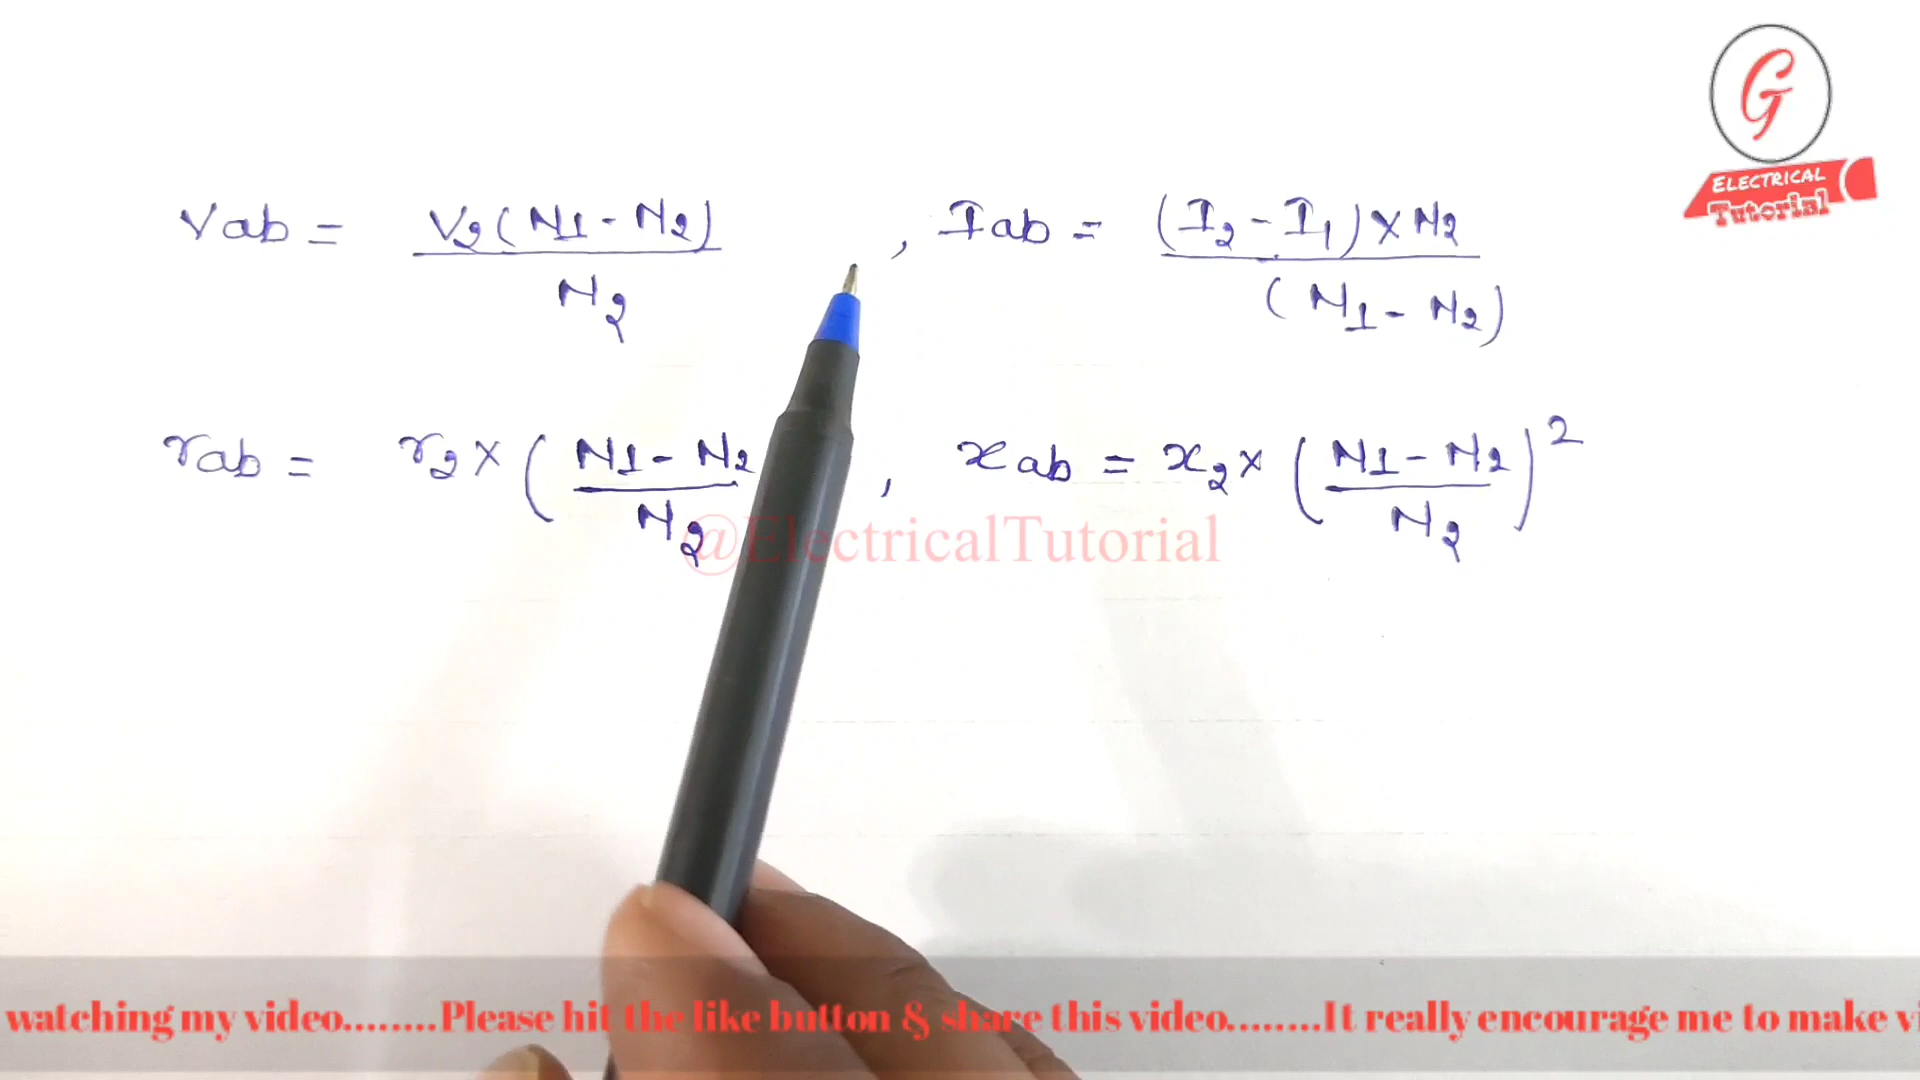 G
ELECTRICAL
Tutorial
Vab = V2(N1-N2) / N2 , Iab = (I2-I1)×N2 / (N1-N2)
rab = r2×(N1-N2 / N2 , xab = x2×(N1-N2 / N2)²
@ElectricalTutorial
watching my video........Please hit the like button & share this video........It really encourage me to make vi